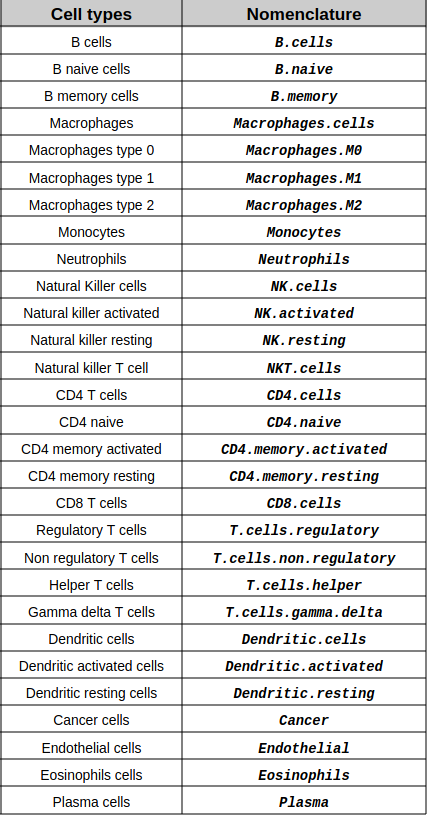 Cell types Nomenclature
B cells B.cells
B naive cells B.naive
B memory cells B.memory
Macrophages Macrophages.cells
Macrophages type 0 Macrophages.M0
Macrophages type 1 Macrophages.M1
Macrophages type 2 Macrophages.M2
Monocytes Monocytes
Neutrophils Neutrophils
Natural Killer cells NK.cells
Natural killer activated NK.activated
Natural killer resting NK.resting
Natural killer T cell NKT.cells
CD4 T cells CD4.cells
CD4 naive CD4.naive
CD4 memory activated CD4.memory.activated
CD4 memory resting CD4.memory.resting
CD8 T cells CD8.cells
Regulatory T cells T.cells.regulatory
Non regulatory T cells T.cells.non.regulatory
Helper T cells T.cells.helper
Gamma delta T cells T.cells.gamma.delta
Dendritic cells Dendritic.cells
Dendritic activated cells Dendritic.activated
Dendritic resting cells Dendritic.resting
Cancer cells Cancer
Endothelial cells Endothelial
Eosinophils cells Eosinophils
Plasma cells Plasma